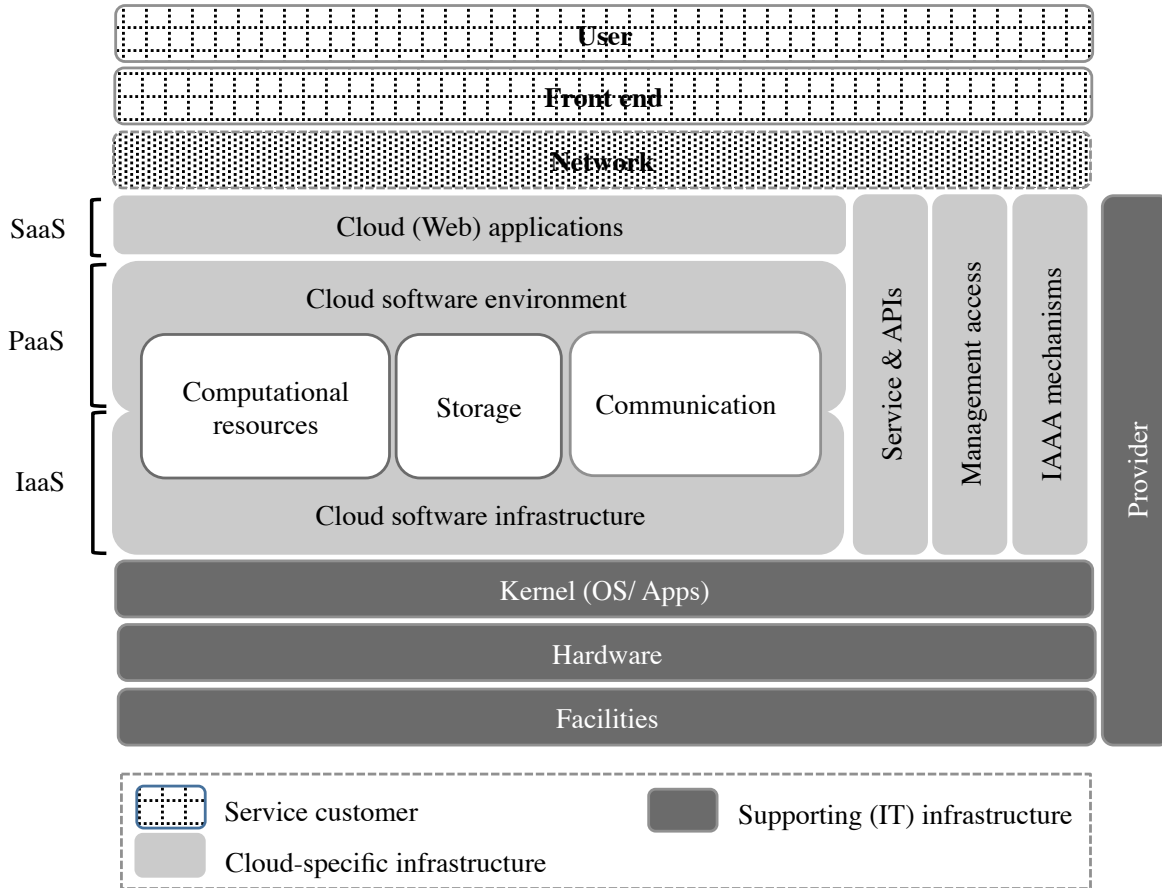 User
Front end
Network
SaaS
Cloud (Web) applications
PaaS
Cloud software environment
Computational
resources
Storage
Communication
IaaS
Cloud software infrastructure
Service & APIs
Management access
IAAA mechanisms
Provider
Kernel (OS/ Apps)
Hardware
Facilities
Service customer
Supporting (IT) infrastructure
Cloud-specific infrastructure